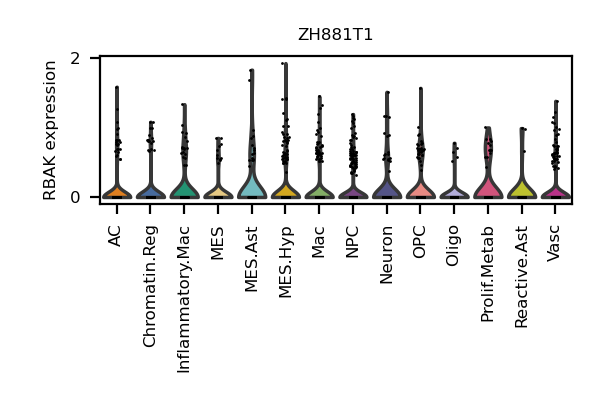 ZH881T1
RBAK expression
2
0
AC
Chromatin.Reg
Inflammatory.Mac
MES
MES.Ast
MES.Hyp
Mac
NPC
Neuron
OPC
Oligo
Prolif.Metab
Reactive.Ast
Vasc